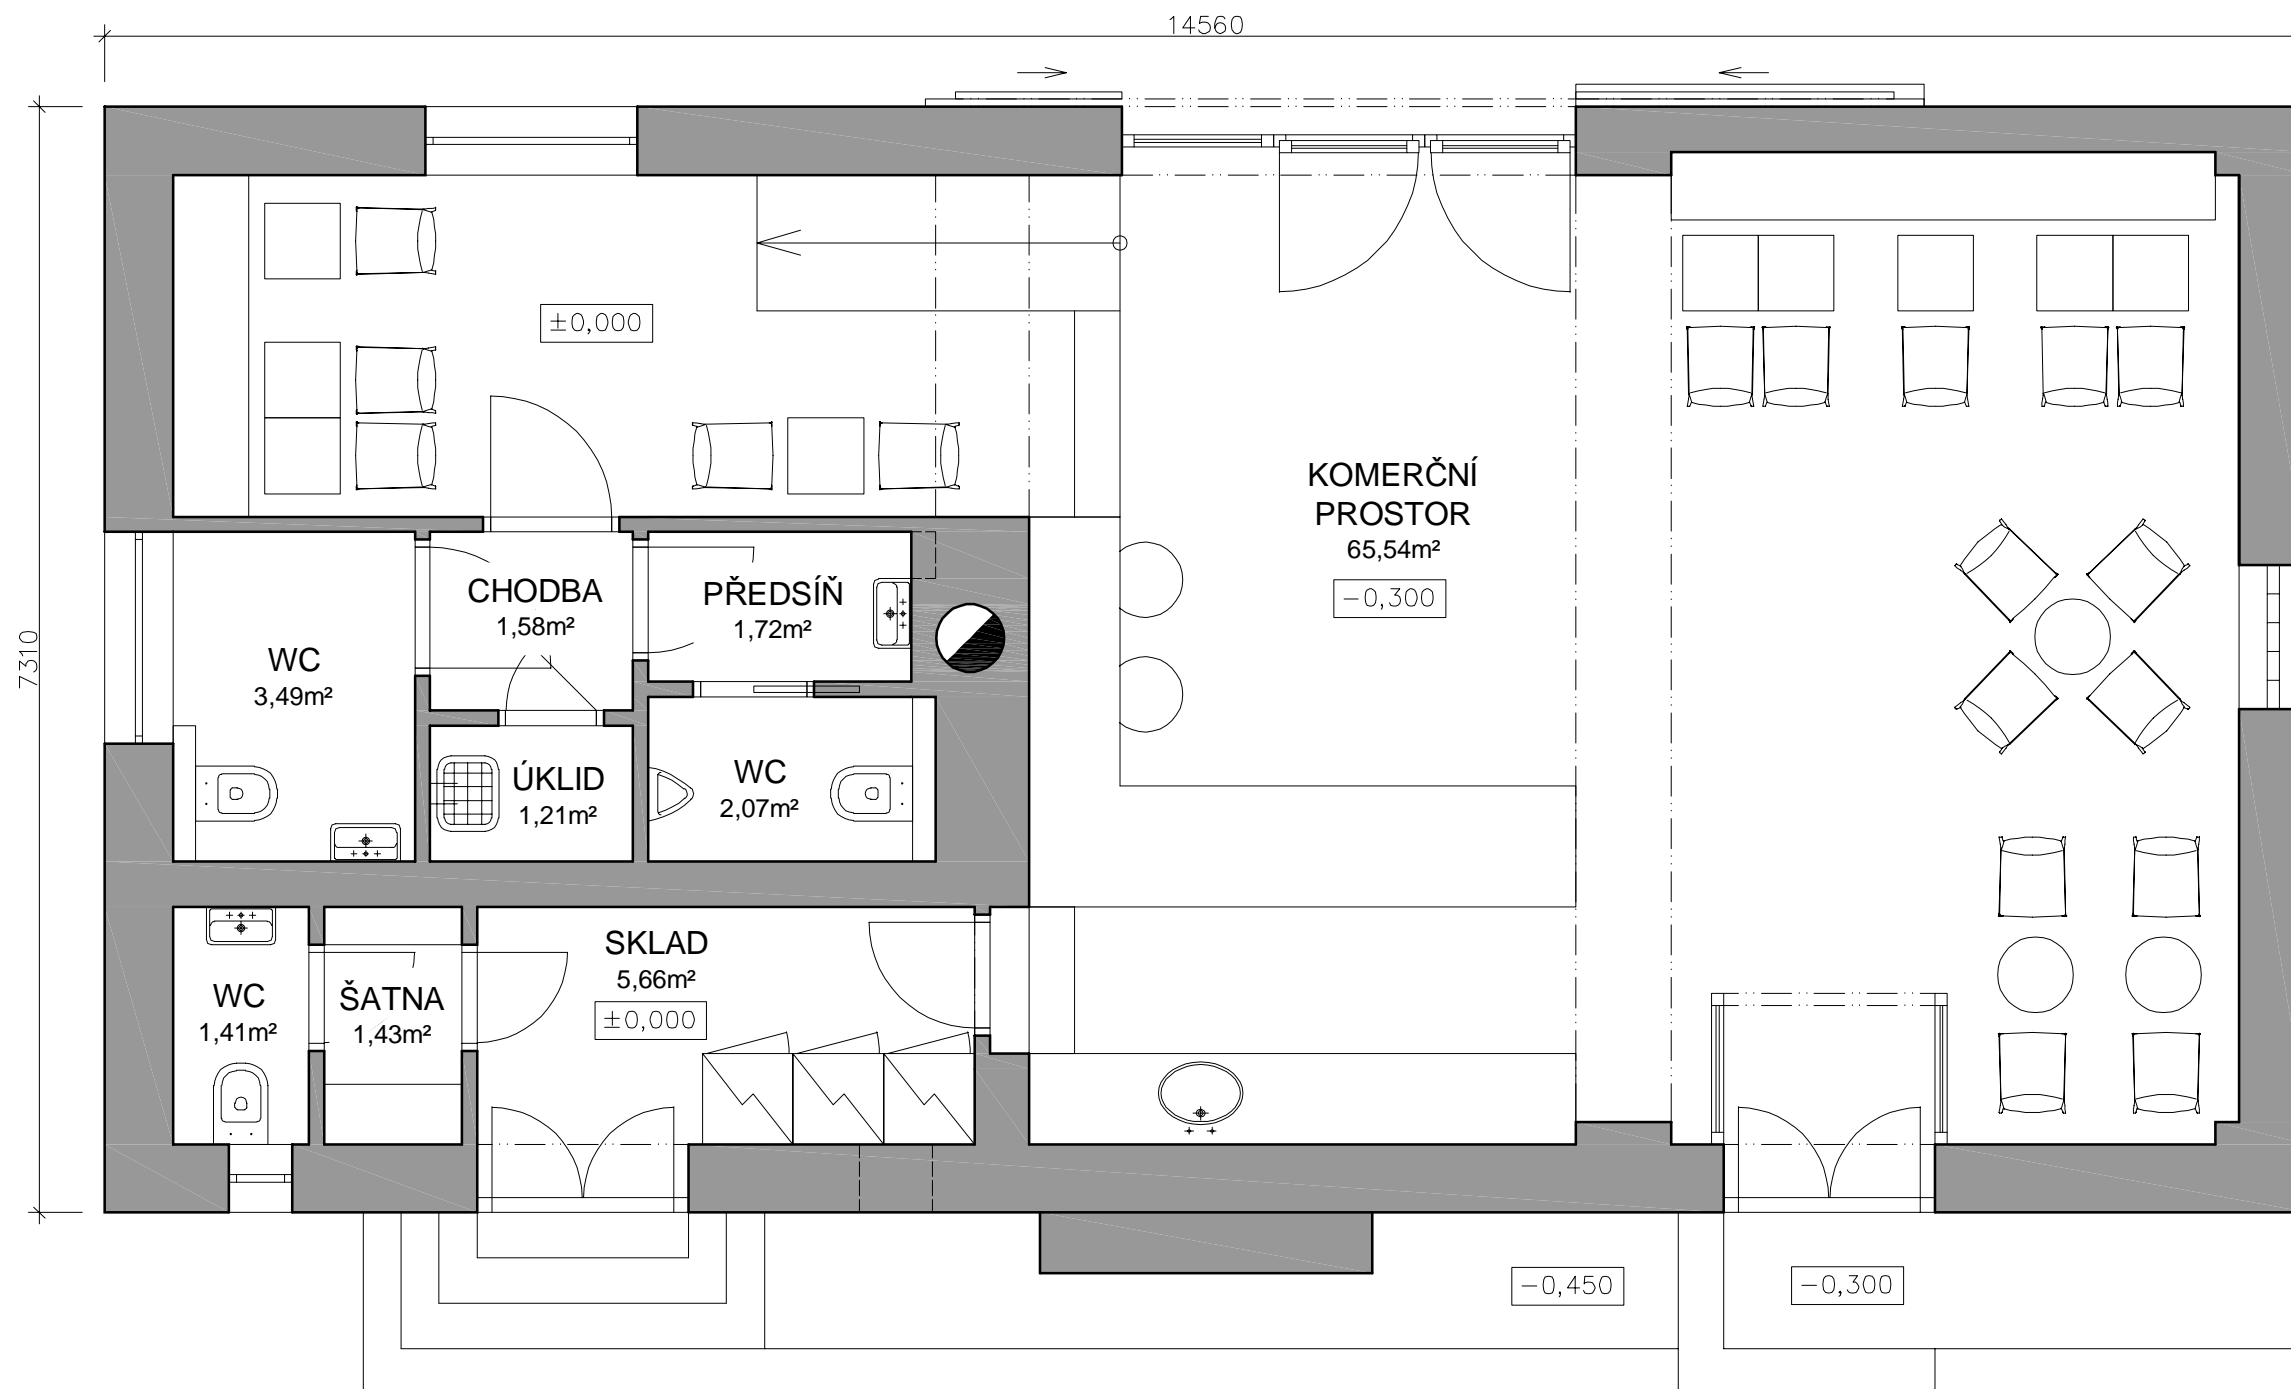 14560
7310
±0,000
KOMERČNÍ
PROSTOR
65,54m²
-0,300
CHODBA
1,58m²
PŘEDSÍŇ
1,72m²
WC
3,49m²
ÚKLID
1,21m²
WC
2,07m²
SKLAD
5,66m²
±0,000
WC
1,41m²
ŠATNA
1,43m²
-0,450
-0,300